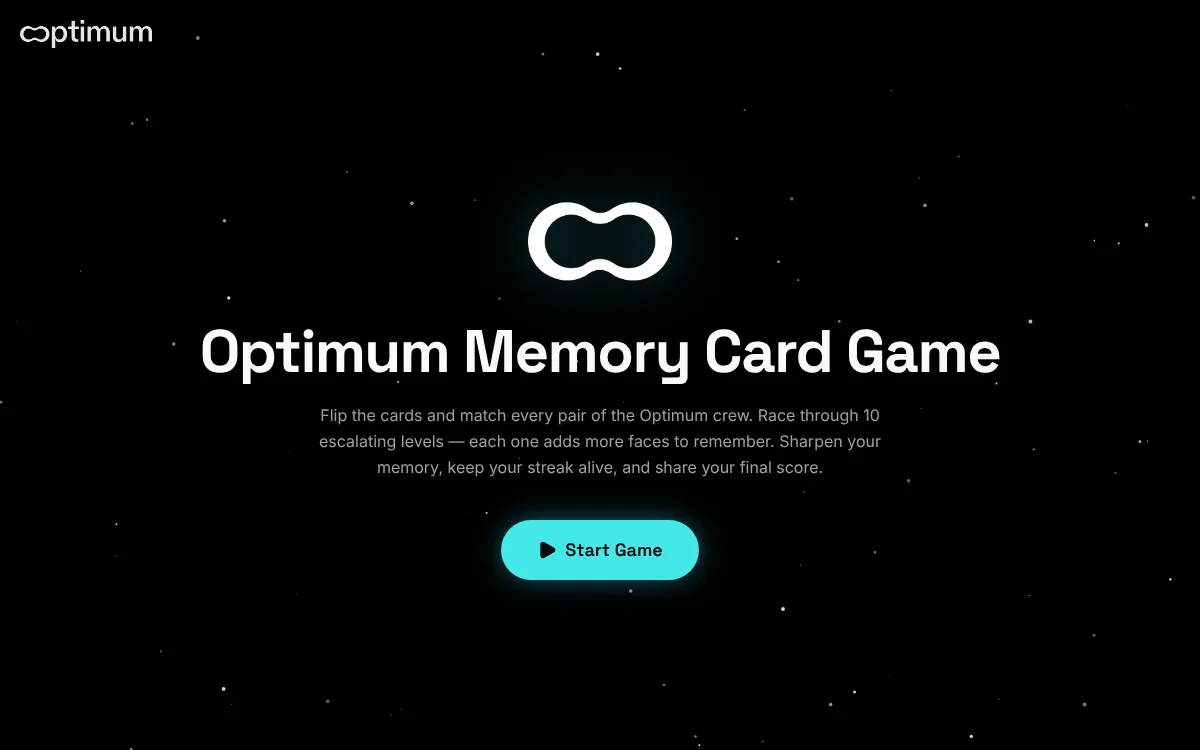 optimum
Optimum Memory Card Game
Flip the cards and match every pair of the Optimum crew. Race through 10
escalating levels — each one adds more faces to remember. Sharpen your
memory, keep your streak alive, and share your final score.
Start Game